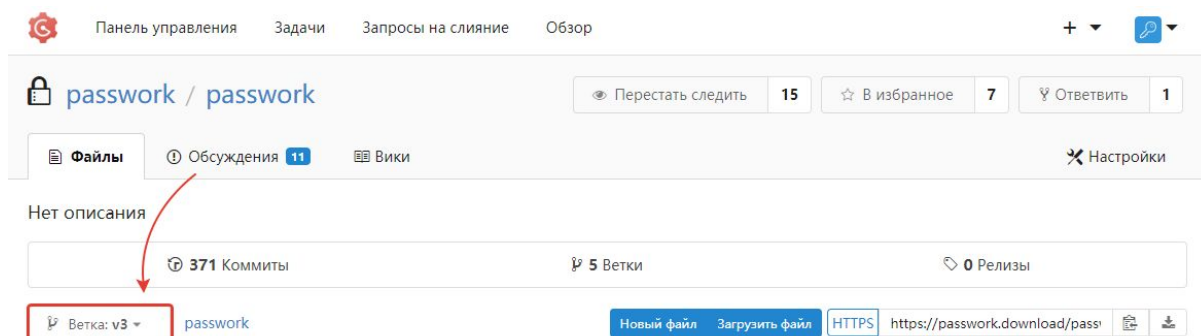 Панель управления Задачи Запросы на слияние Обзор
passwork / passwork Перестать следить 15 В избранное 7 Ответвить 1
Файлы Обсуждения 11 Вики Настройки
Нет описания
371 Коммиты 5 Ветки 0 Релизы
Ветка: v3 passwork Новый файл Загрузить файл HTTPS https://passwork.download/passv